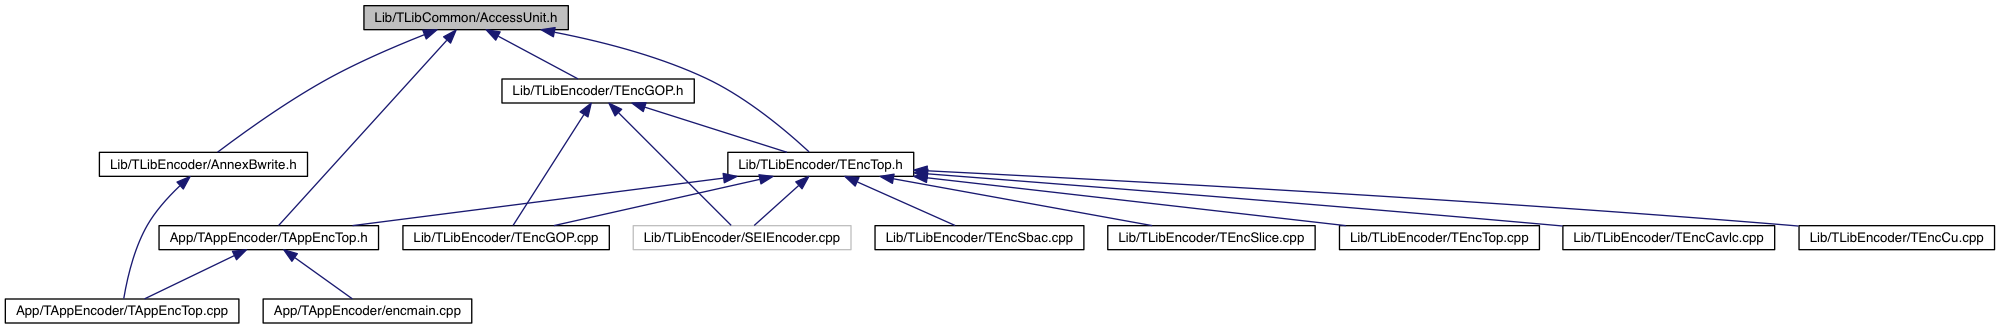 Lib/TLibCommon/AccessUnit.h
Lib/TLibEncoder/TEncGOP.h
Lib/TLibEncoder/AnnexBwrite.h
Lib/TLibEncoder/TEncTop.h
App/TAppEncoder/TAppEncTop.h
Lib/TLibEncoder/TEncGOP.cpp
Lib/TLibEncoder/SEIEncoder.cpp
Lib/TLibEncoder/TEncSbac.cpp
Lib/TLibEncoder/TEncSlice.cpp
Lib/TLibEncoder/TEncTop.cpp
Lib/TLibEncoder/TEncCavlc.cpp
Lib/TLibEncoder/TEncCu.cpp
App/TAppEncoder/TAppEncTop.cpp
App/TAppEncoder/encmain.cpp